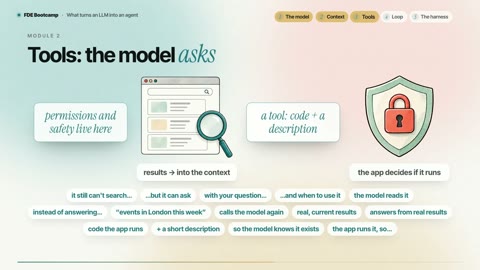 FDE Bootcamp · What turns an LLM into an agent
1 The model
2 Context
3 Tools
4 Loop
5 The harness
MODULE 3
Tools: the model asks
permissions and
safety live here
a tool: code + a
description
results → into the context
the app decides if it runs
it still can't search...
...but it can ask
with your question...
...and when to use it
the model reads it
instead of answering...
"events in London this week"
calls the model again
real, current results
answers from real results
code the app runs
+ a short description
so the model knows it exists
the app runs it, so...